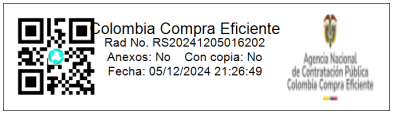 Colombia Compra Eficiente
Rad No. RS20241205016202
Anexos: No Con copia: No
Fecha: 05/12/2024 21:26:49
Agencia Nacional
de Contratación Pública
Colombia Compra Eficiente